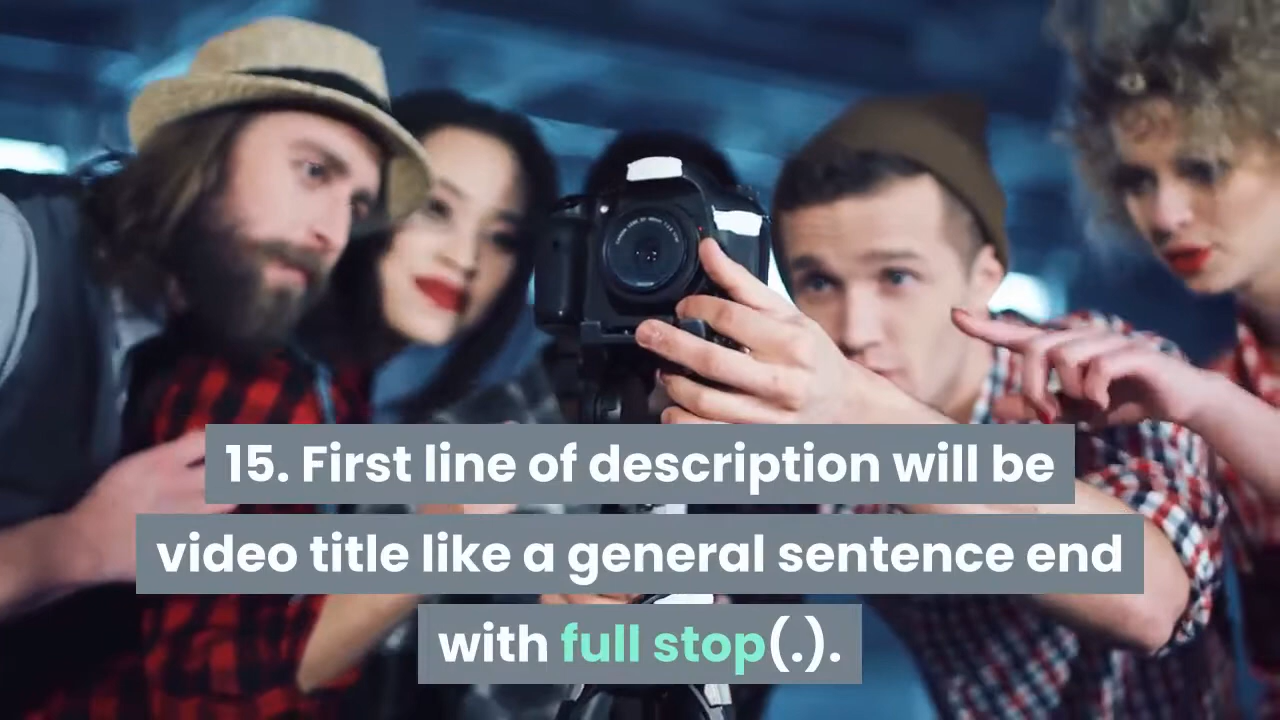 15. First line of description will be
video title like a general sentence end
with full stop(.).